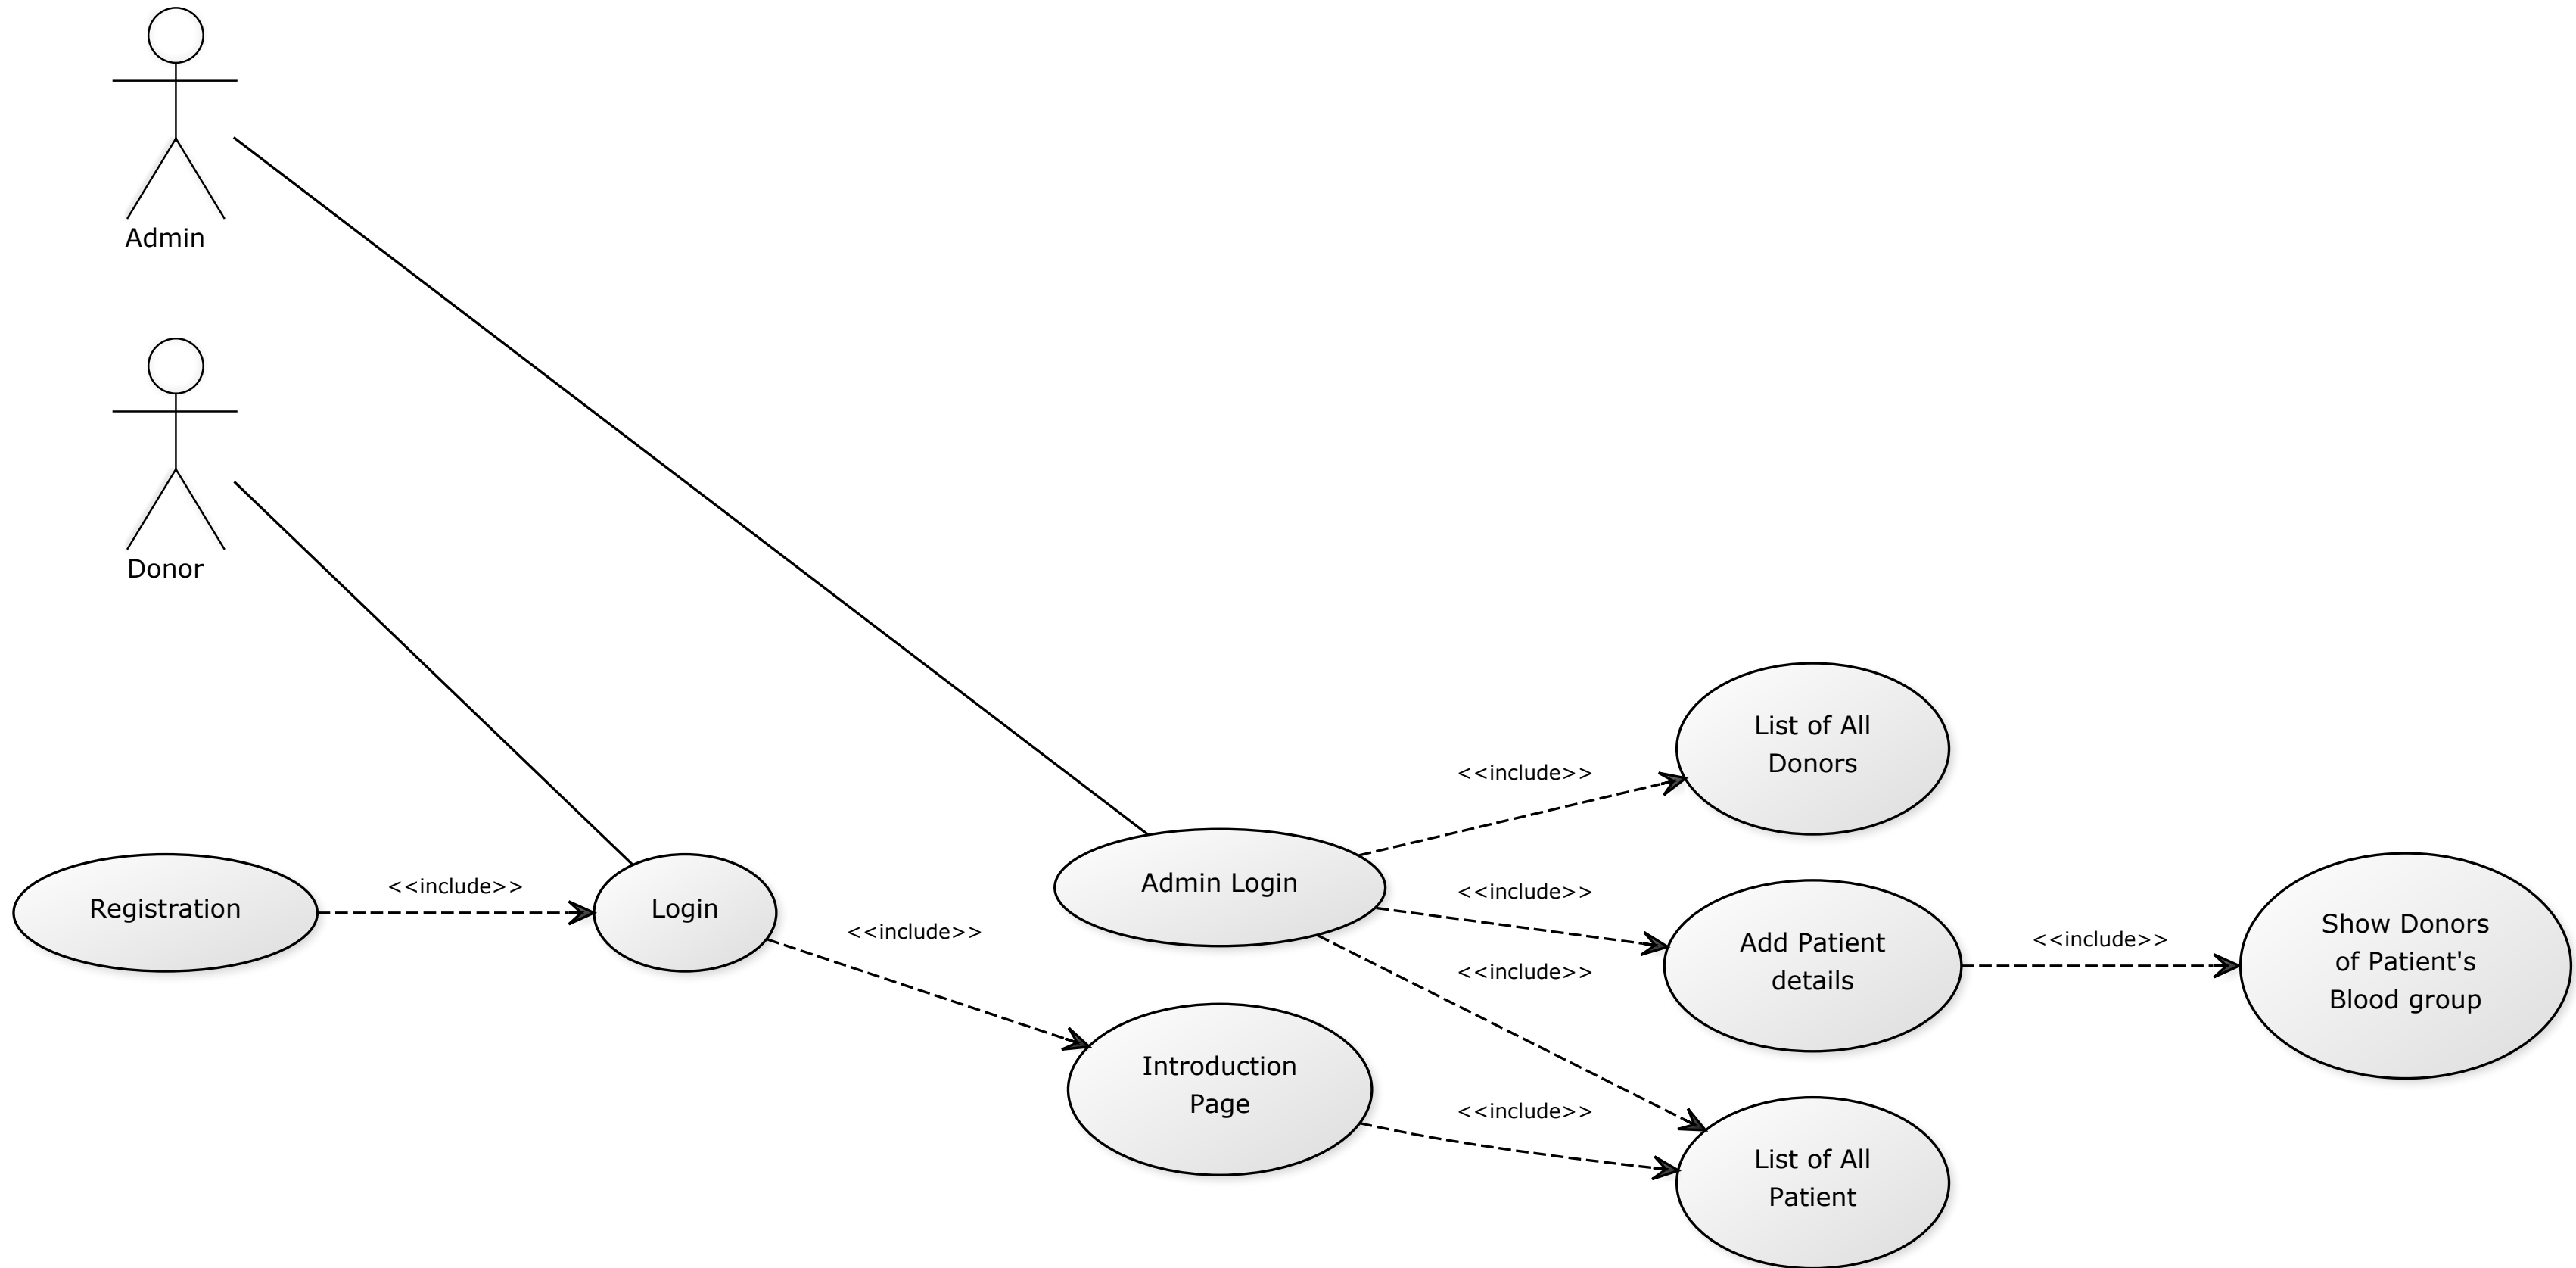 Admin
Donor
List of All
Donors
<<include>>
Admin Login
<<include>>
Registration
<<include>>
Login
<<include>>
Add Patient
details
<<include>>
Show Donors
of Patient's
Blood group
<<include>>
Introduction
Page
<<include>>
List of All
Patient